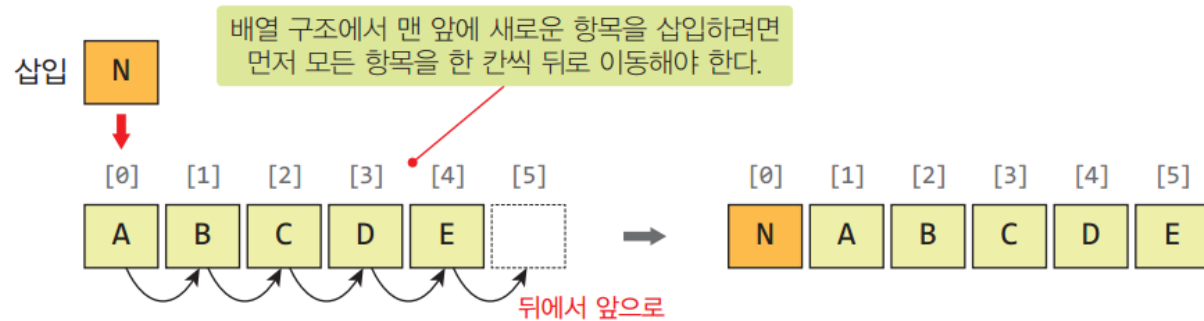 배열 구조에서 맨 앞에 새로운 항목을 삽입하려면
먼저 모든 항목을 한 칸씩 뒤로 이동해야 한다.
삽입 N
[0] [1] [2] [3] [4] [5]
A B C D E
뒤에서 앞으로
[0] [1] [2] [3] [4] [5]
N A B C D E